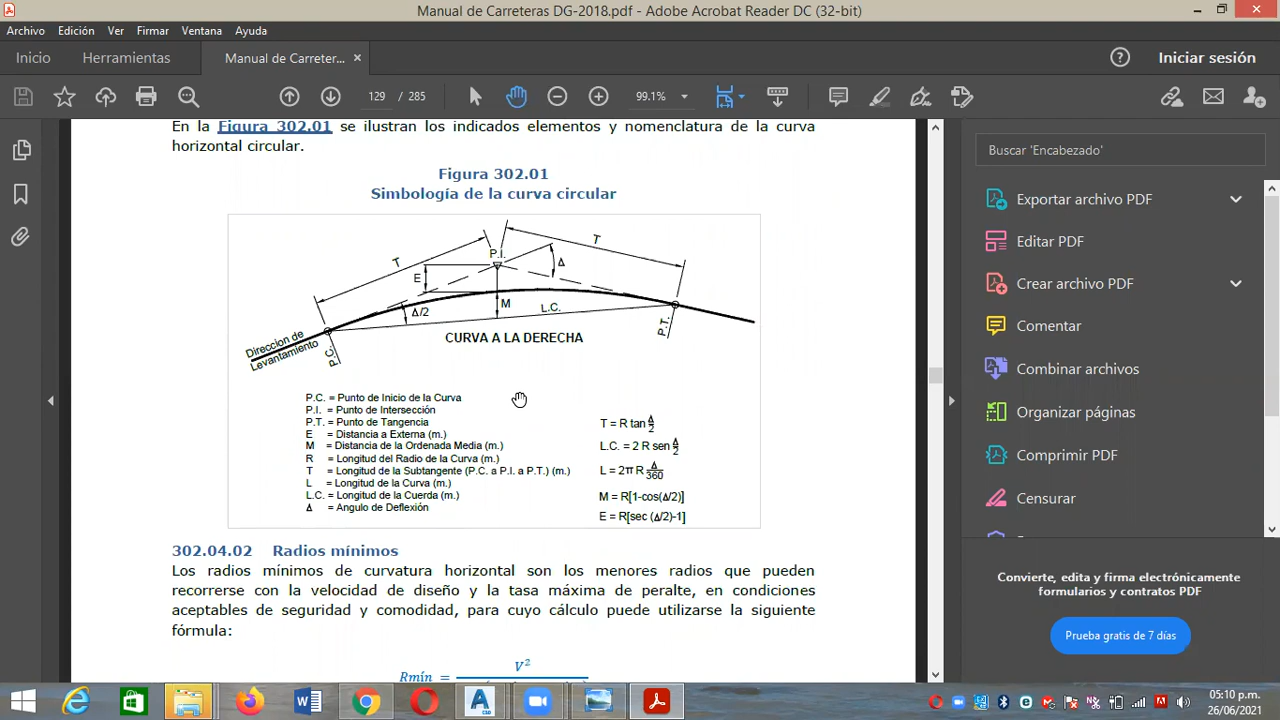 Manual de Carreteras DG-2018.pdf - Adobe Acrobat Reader DC (32-bit)
Archivo Edición Ver Firmar Ventana Ayuda
Inicio Herramientas Manual de Carreter... × Iniciar sesión
129 / 285 99.1%
En la Figura 302.01 se ilustran los indicados elementos y nomenclatura de la curva
horizontal circular.
Figura 302.01
Simbología de la curva circular
T
T
P.I.
Δ
E
M
Δ/2
L.C.
P.T.
P.C.
Direccion de
Levantamiento
CURVA A LA DERECHA
P.C. = Punto de Inicio de la Curva
P.I. = Punto de Intersección
P.T. = Punto de Tangencia
E = Distancia a Externa (m.)
M = Distancia de la Ordenada Media (m.)
R = Longitud del Radio de la Curva (m.)
T = Longitud de la Subtangente (P.C. a P.I. a P.T.) (m.)
L = Longitud de la Curva (m.)
L.C. = Longitud de la Cuerda (m.)
Δ = Angulo de Deflexión
T = R tan Δ/2
L.C. = 2 R sen Δ/2
L = 2π R Δ/360
M = R[1-cos(Δ/2)]
E = R[sec (Δ/2)-1]
302.04.02 Radios mínimos
Los radios mínimos de curvatura horizontal son los menores radios que pueden
recorrerse con la velocidad de diseño y la tasa máxima de peralte, en condiciones
aceptables de seguridad y comodidad, para cuyo cálculo puede utilizarse la siguiente
fórmula:
Rmín = V²
Buscar 'Encabezado'
Exportar archivo PDF
Editar PDF
Crear archivo PDF
Comentar
Combinar archivos
Organizar páginas
Comprimir PDF
Censurar
Convierte, edita y firma electrónicamente
formularios y contratos PDF
Prueba gratis de 7 días
05:10 p.m.
26/06/2021